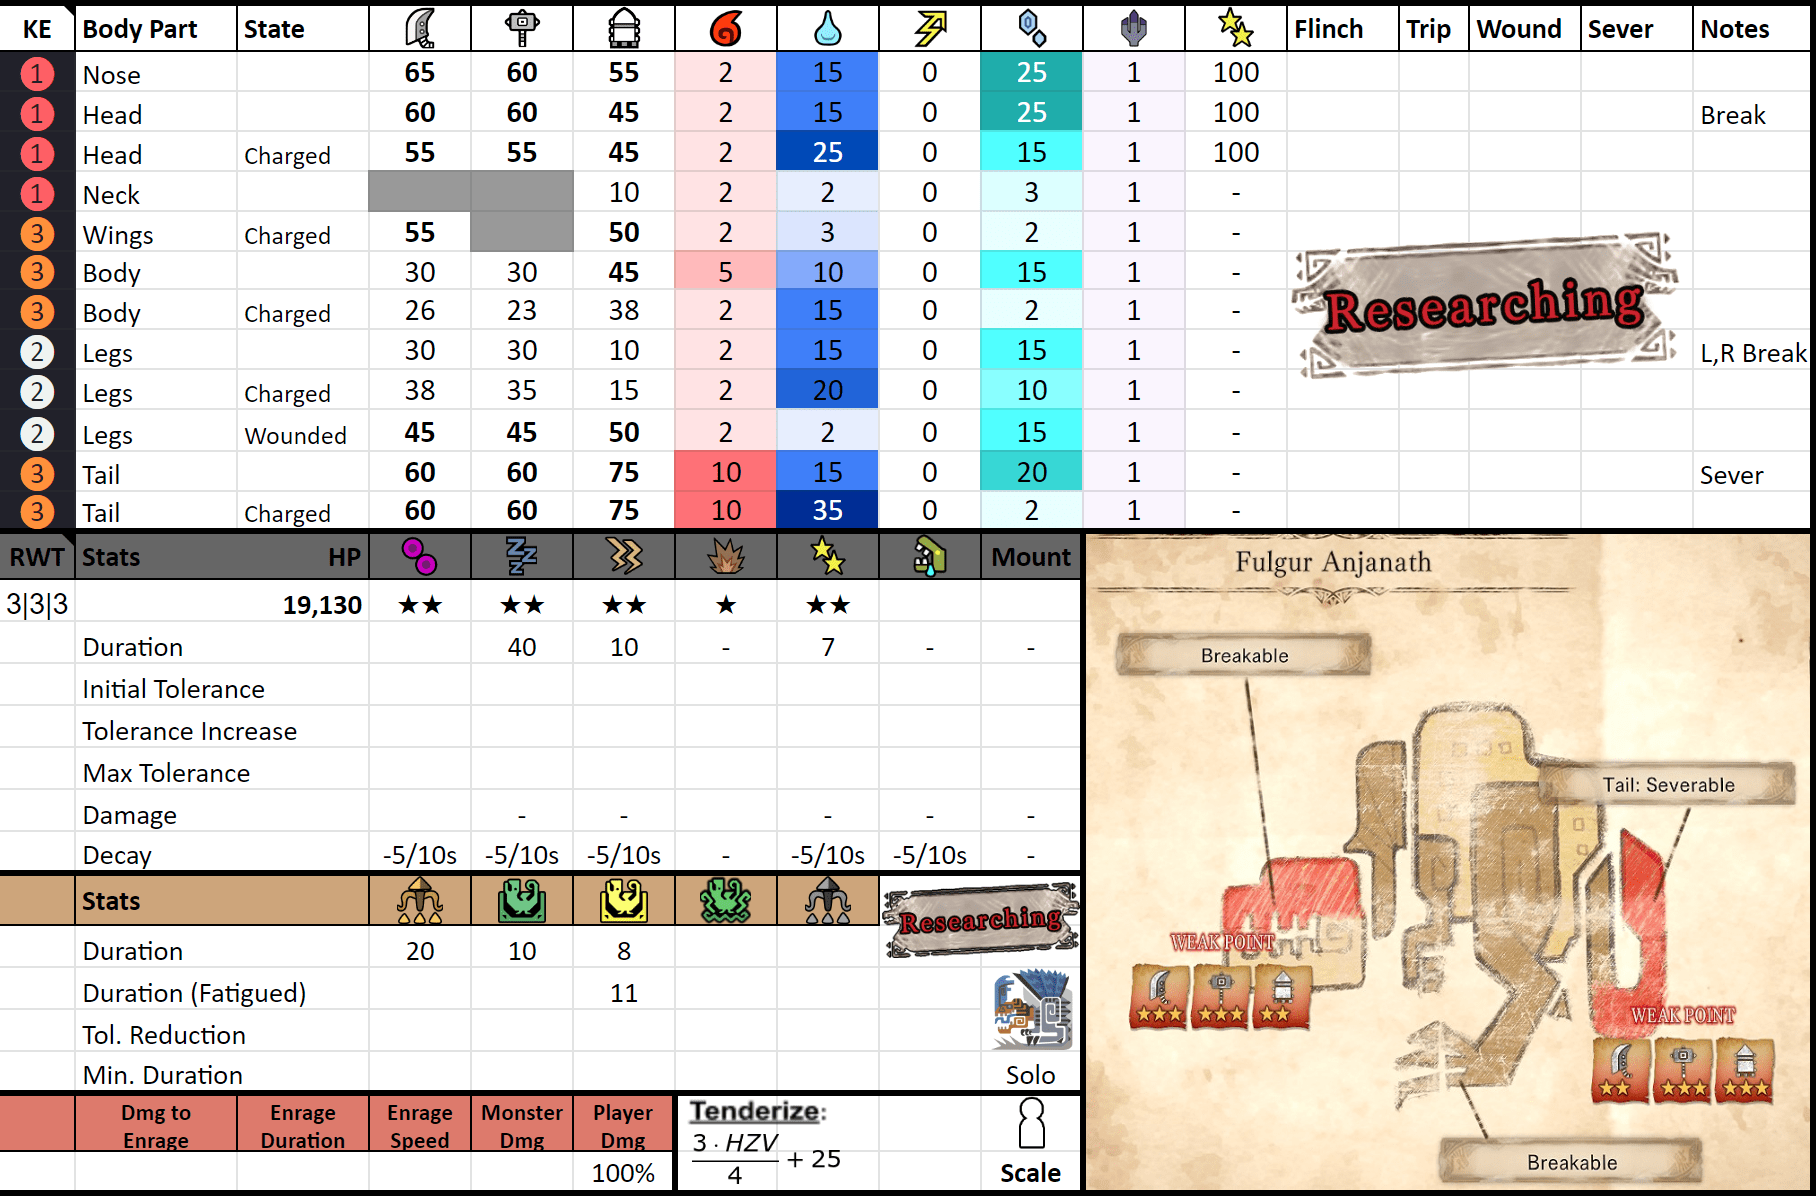 KE Body Part State Flinch Trip Wound Sever Notes
1 Nose 65 60 55 2 15 0 25 1 100
1 Head 60 60 45 2 15 0 25 1 100 Break
1 Head Charged 55 55 45 2 25 0 15 1 100
1 Neck 10 2 2 0 3 1 -
3 Wings Charged 55 50 2 3 0 2 1 -
3 Body 30 30 45 5 10 0 15 1 -
3 Body Charged 26 23 38 2 15 0 2 1 -
Researching
2 Legs 30 30 10 2 15 0 15 1 - L,R Break
2 Legs Charged 38 35 15 2 20 0 10 1 -
2 Legs Wounded 45 45 50 2 2 0 15 1 -
3 Tail 60 60 75 10 15 0 20 1 - Sever
3 Tail Charged 60 60 75 10 35 0 2 1 -
RWT Stats HP Mount
3|3|3 19,130 ★★ ★★ ★★ ★ ★★
Duration 40 10 - 7 - -
Initial Tolerance
Tolerance Increase
Max Tolerance
Damage - - - - -
Decay -5/10s -5/10s -5/10s - -5/10s -5/10s -
Stats
Researching
Duration 20 10 8
Duration (Fatigued) 11
Tol. Reduction
Min. Duration
Solo
Dmg to Enrage
Enrage Duration
Enrage Speed
Monster Dmg
Player Dmg
100%
Tenderize:
3 · HZV
4
+ 25
Scale
Fulgur Anjanath
Breakable
Tail: Severable
WEAK POINT
★★★ ★★★ ★★
WEAK POINT
★★ ★★★ ★★★
Breakable